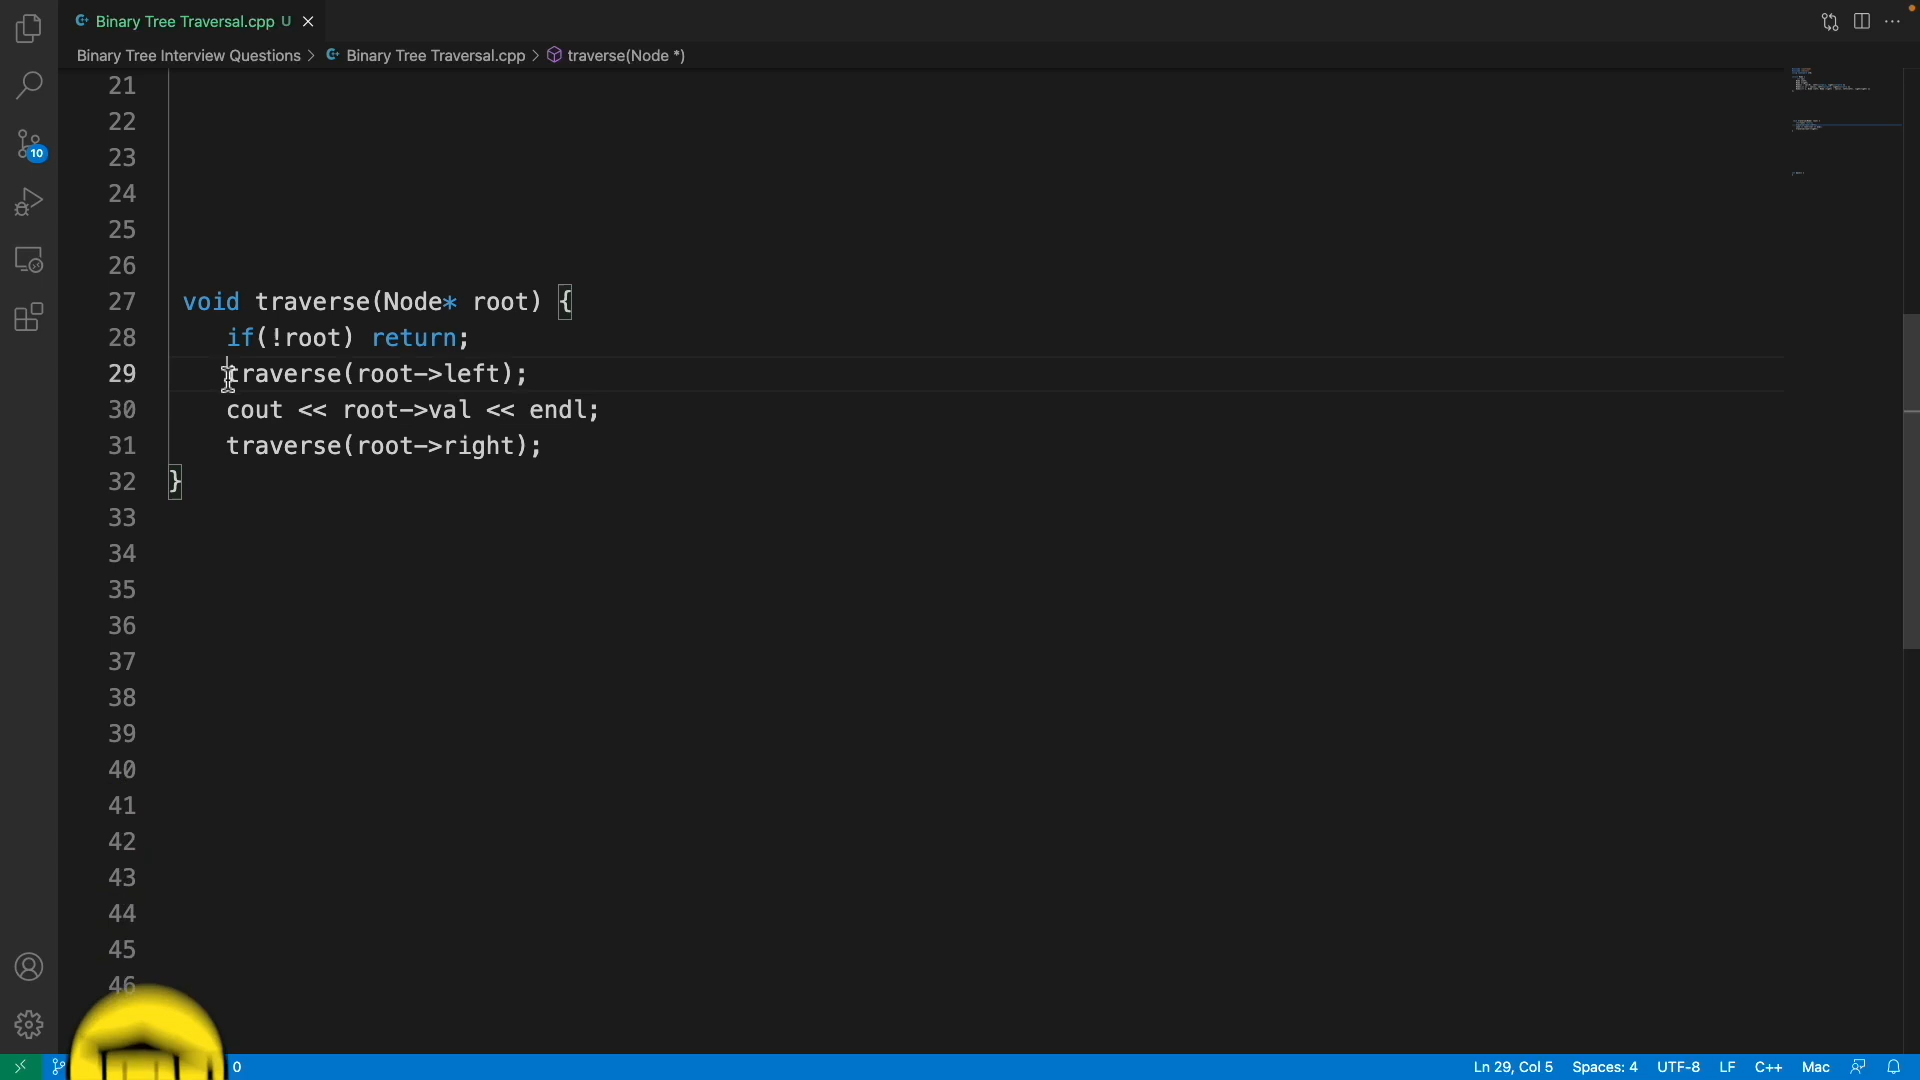 Binary Tree Traversal.cpp U
Binary Tree Interview Questions > Binary Tree Traversal.cpp > traverse(Node *)
10
21
22
23
24
25
26
27 void traverse(Node* root) {
28 if(!root) return;
29 traverse(root->left);
30 cout << root->val << endl;
31 traverse(root->right);
32 }
33
34
35
36
37
38
39
40
41
42
43
44
45
46
0 Ln 29, Col 5 Spaces: 4 UTF-8 LF C++ Mac